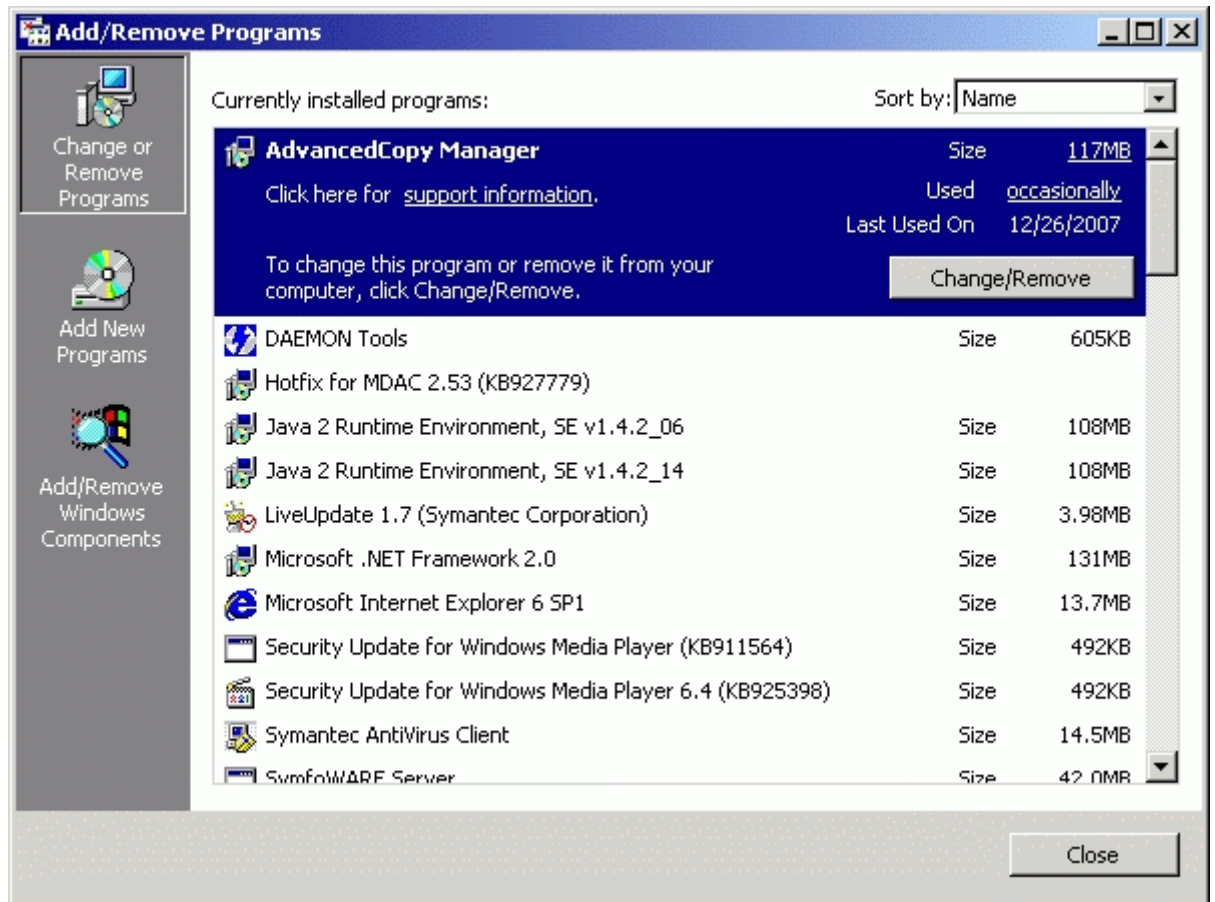 Add/Remove Programs
Change or
Remove
Programs
Add New
Programs
Add/Remove
Windows
Components
Currently installed programs:
Sort by: Name
AdvancedCopy Manager Size 117MB
Click here for support information. Used occasionally
Last Used On 12/26/2007
To change this program or remove it from your
computer, click Change/Remove.
Change/Remove
DAEMON Tools Size 605KB
Hotfix for MDAC 2.53 (KB927779)
Java 2 Runtime Environment, SE v1.4.2_06 Size 108MB
Java 2 Runtime Environment, SE v1.4.2_14 Size 108MB
LiveUpdate 1.7 (Symantec Corporation) Size 3.98MB
Microsoft .NET Framework 2.0 Size 131MB
Microsoft Internet Explorer 6 SP1 Size 13.7MB
Security Update for Windows Media Player (KB911564) Size 492KB
Security Update for Windows Media Player 6.4 (KB925398) Size 492KB
Symantec AntiVirus Client Size 14.5MB
SymfoWARE Server Size 42.0MB
Close